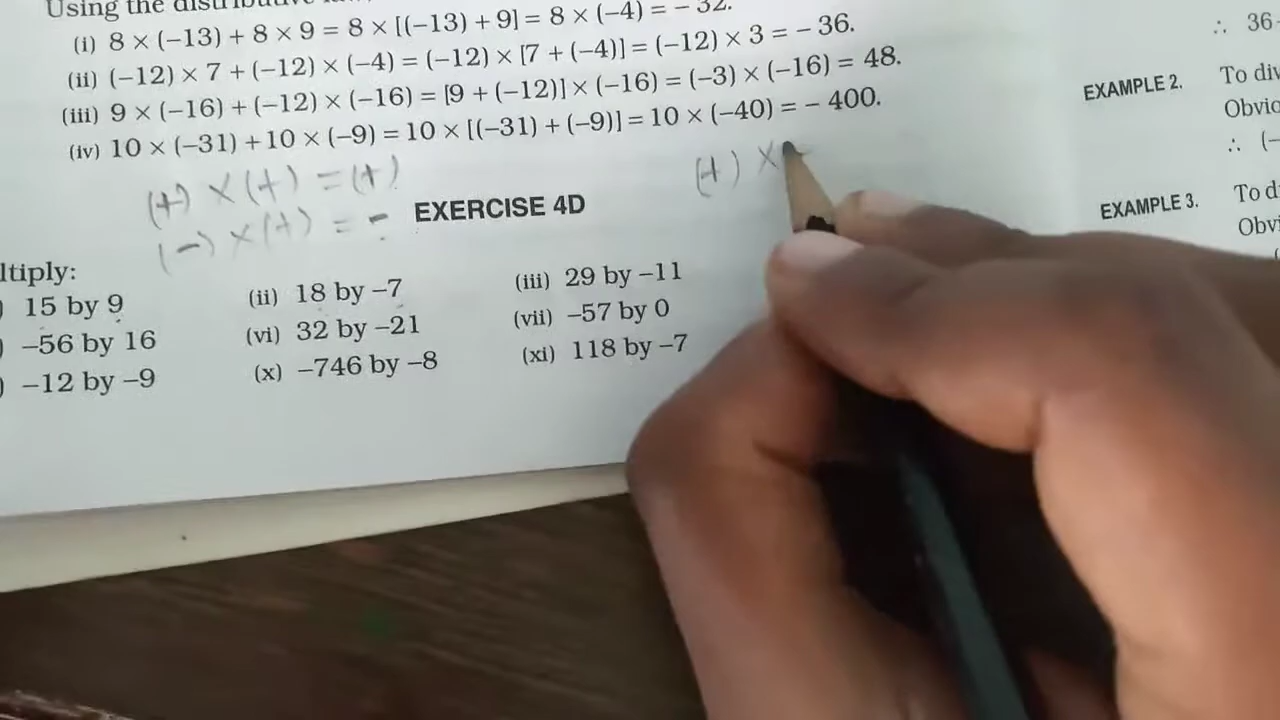 Using the distributive
(i) 8 × (−13) + 8 × 9 = 8 × [(−13) + 9] = 8 × (−4) = − 32.
(ii) (−12) × 7 + (−12) × (−4) = (−12) × [7 + (−4)] = (−12) × 3 = − 36.
(iii) 9 × (−16) + (−12) × (−16) = [9 + (−12)] × (−16) = (−3) × (−16) = 48.
(iv) 10 × (−31) + 10 × (−9) = 10 × [(−31) + (−9)] = 10 × (−40) = − 400.
(+) × (+) = (+)
(−) × (+) = −
(+) ×
EXERCISE 4D
ltiply:
) 15 by 9 (ii) 18 by −7 (iii) 29 by −11
) −56 by 16 (vi) 32 by −21 (vii) −57 by 0
) −12 by −9 (x) −746 by −8 (xi) 118 by −7
∴ 36
EXAMPLE 2. To div
Obvio
∴ (−
EXAMPLE 3. To d
Obvi